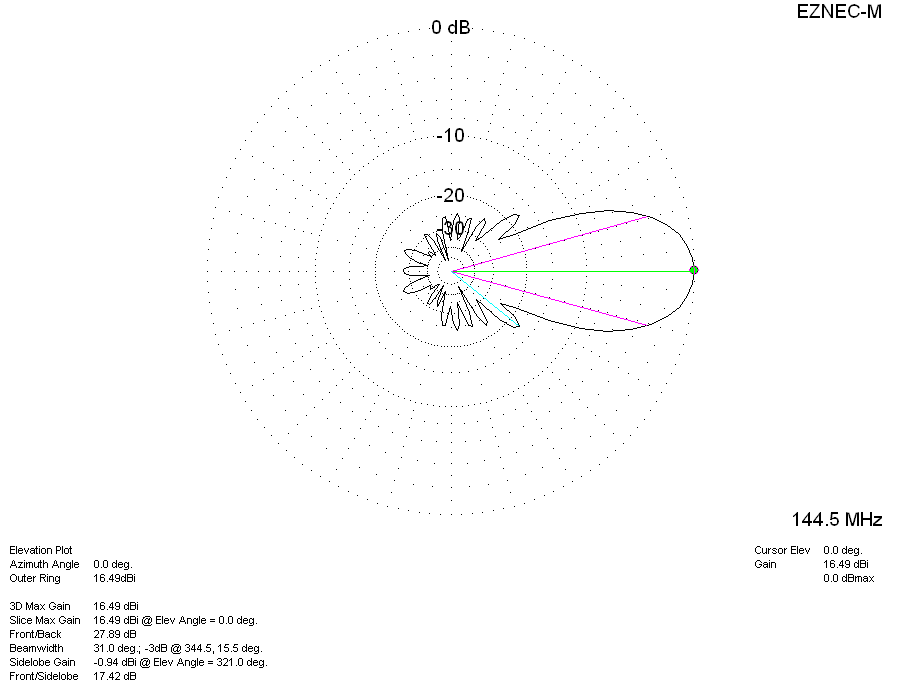 EZNEC-M
0 dB
-10
-20
-30
144.5 MHz
Elevation Plot
Azimuth Angle 0.0 deg.
Outer Ring 16.49dBi
3D Max Gain 16.49 dBi
Slice Max Gain 16.49 dBi @ Elev Angle = 0.0 deg.
Front/Back 27.89 dB
Beamwidth 31.0 deg.; -3dB @ 344.5, 15.5 deg.
Sidelobe Gain -0.94 dBi @ Elev Angle = 321.0 deg.
Front/Sidelobe 17.42 dB
Cursor Elev 0.0 deg.
Gain 16.49 dBi
0.0 dBmax